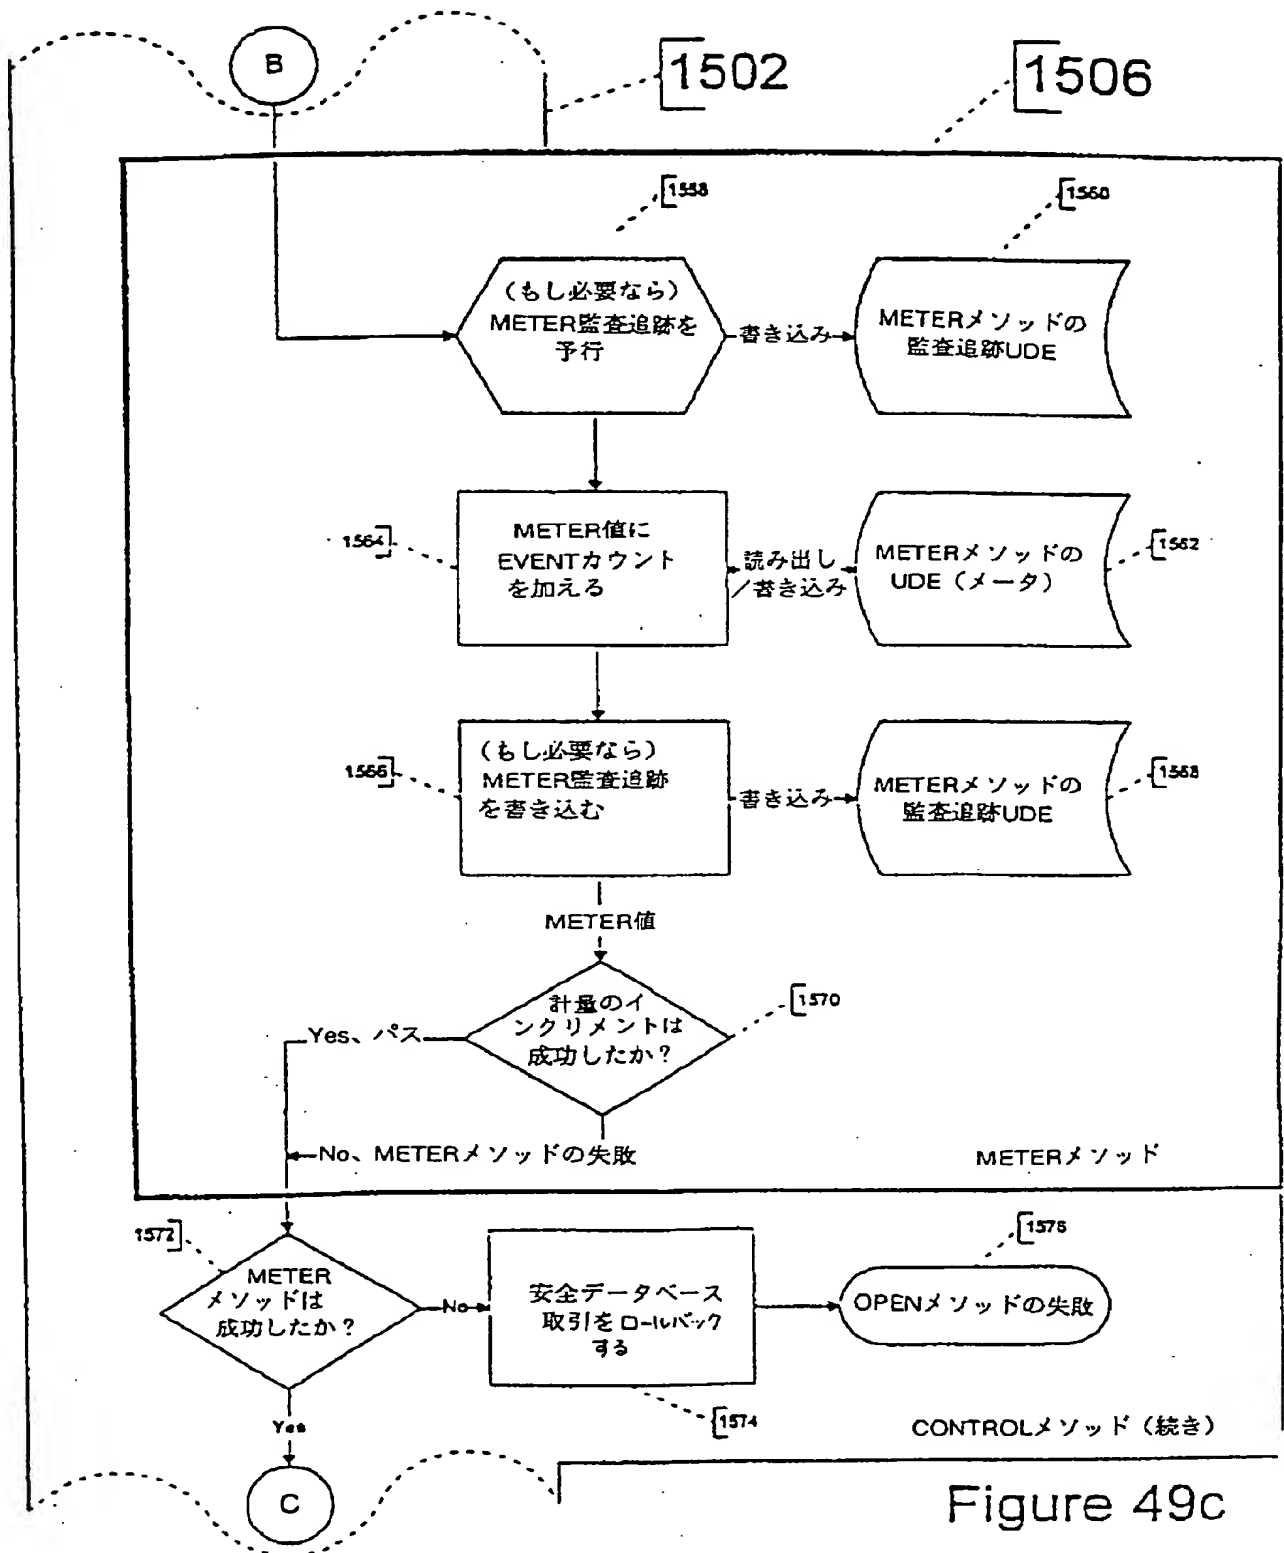 B
1502
1506
1558
1560
(もし必要なら)
METER監査追跡を
予行
書き込み
METERメソッドの
監査追跡UDE
1564
METER値に
EVENTカウント
を加える
読み出し
/書き込み
METERメソッドの
UDE(メータ)
1562
1566
(もし必要なら)
METER監査追跡
を書き込む
書き込み
METERメソッドの
監査追跡UDE
1568
METER値
計量のイ
ンクリメントは
成功したか?
1570
Yes、パス
No、METERメソッドの失敗
METERメソッド
1572
METER
メソッドは
成功したか?
No
安全データベース
取引をロールバック
する
1576
OPENメソッドの失敗
Yes
1574
CONTROLメソッド(続き)
C
Figure 49c